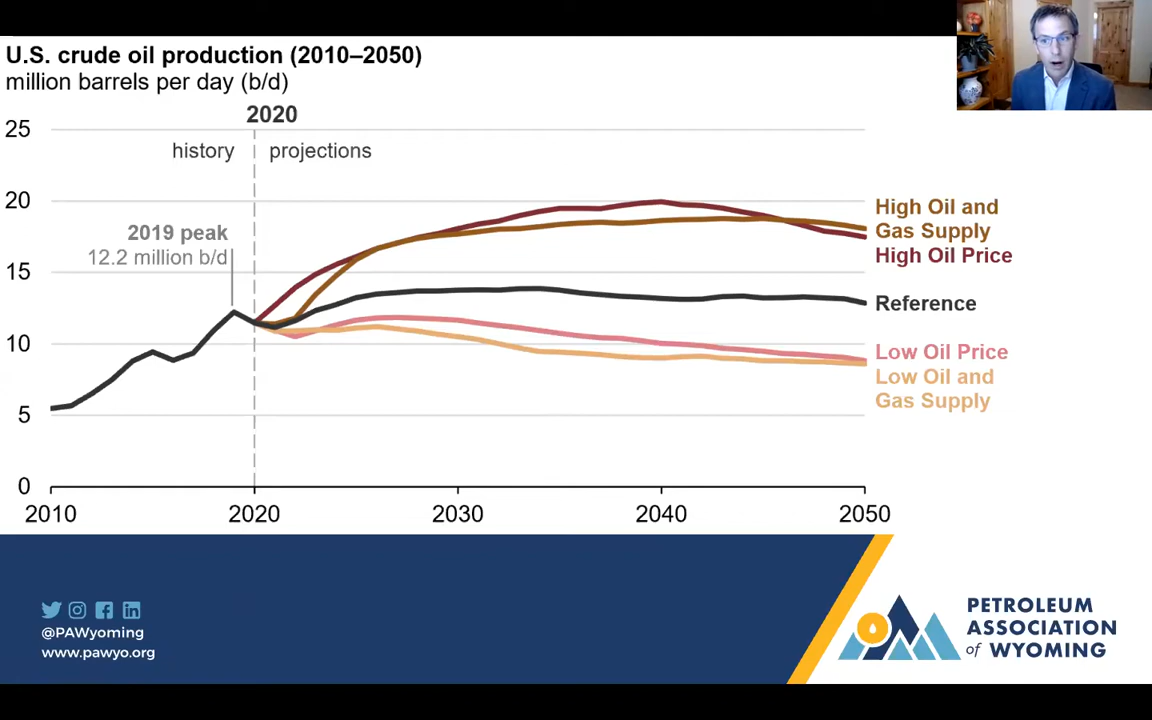 U.S. crude oil production (2010–2050)
million barrels per day (b/d)
2020
25
history
projections
20
2019 peak
12.2 million b/d
15
10
5
0
2010
2020
2030
2040
2050
High Oil and
Gas Supply
High Oil Price
Reference
Low Oil Price
Low Oil and
Gas Supply
@PAWyoming
www.pawyo.org
PETROLEUM
ASSOCIATION
of WYOMING